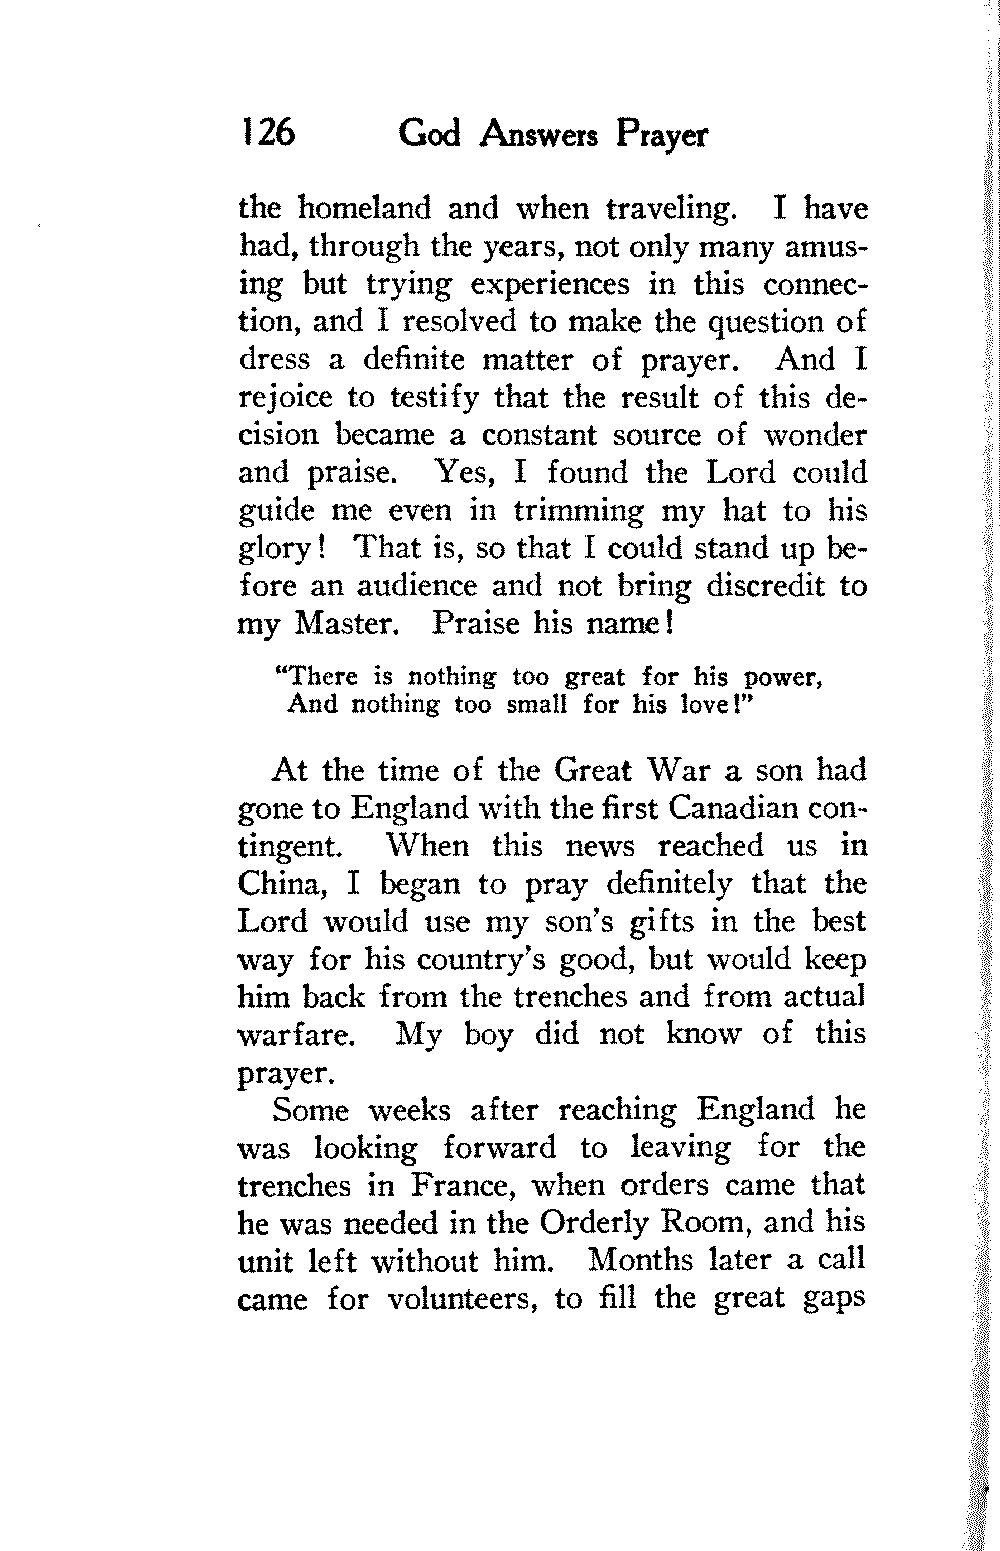 126 God Answers Prayer
the homeland and when traveling. I have
had, through the years, not only many amus-
ing but trying experiences in this connec-
tion, and I resolved to make the question of
dress a definite matter of prayer. And I
rejoice to testify that the result of this de-
cision became a constant source of wonder
and praise. Yes, I found the Lord could
guide me even in trimming my hat to his
glory! That is, so that I could stand up be-
fore an audience and not bring discredit to
my Master. Praise his name!
“There is nothing too great for his power,
And nothing too small for his love!”
At the time of the Great War a son had
gone to England with the first Canadian con-
tingent. When this news reached us in
China, I began to pray definitely that the
Lord would use my son's gifts in the best
way for his country's good, but would keep
him back from the trenches and from actual
warfare. My boy did not know of this
prayer.
Some weeks after reaching England he
was looking forward to leaving for the
trenches in France, when orders came that
he was needed in the Orderly Room, and his
unit left without him. Months later a call
came for volunteers, to fill the great gaps